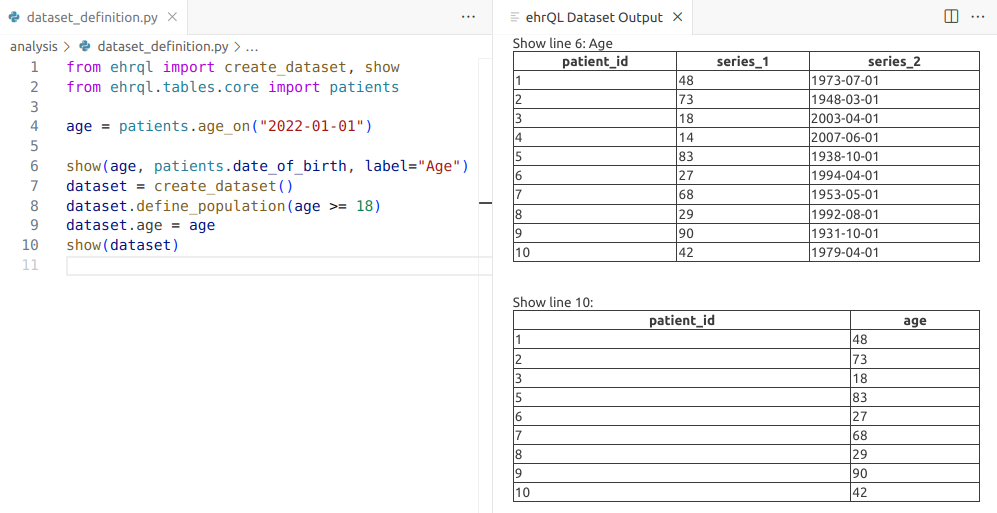 dataset_definition.py
analysis > dataset_definition.py > ...
1 from ehrql import create_dataset, show
2 from ehrql.tables.core import patients
3
4 age = patients.age_on("2022-01-01")
5
6 show(age, patients.date_of_birth, label="Age")
7 dataset = create_dataset()
8 dataset.define_population(age >= 18)
9 dataset.age = age
10 show(dataset)
11
ehrQL Dataset Output
Show line 6: Age
patient_id series_1 series_2
1 48 1973-07-01
2 73 1948-03-01
3 18 2003-04-01
4 14 2007-06-01
5 83 1938-10-01
6 27 1994-04-01
7 68 1953-05-01
8 29 1992-08-01
9 90 1931-10-01
10 42 1979-04-01
Show line 10:
patient_id age
1 48
2 73
3 18
5 83
6 27
7 68
8 29
9 90
10 42